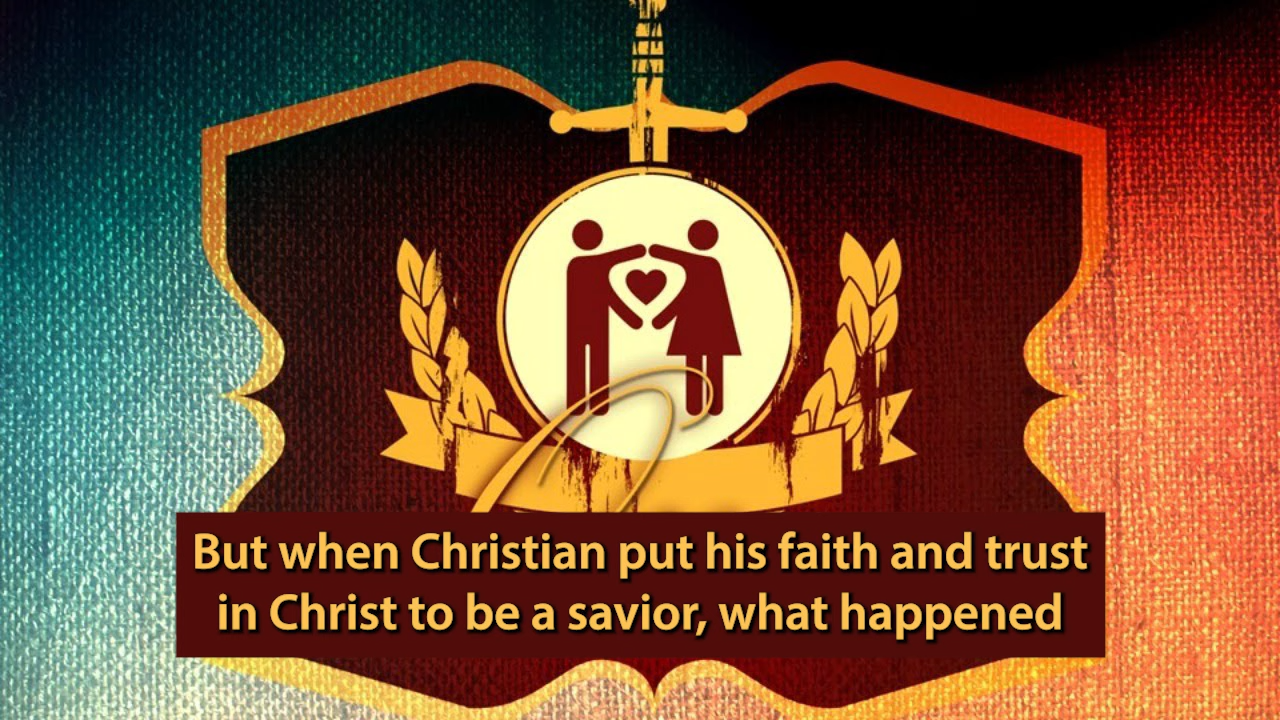 But when Christian put his faith and trust
in Christ to be a savior, what happened